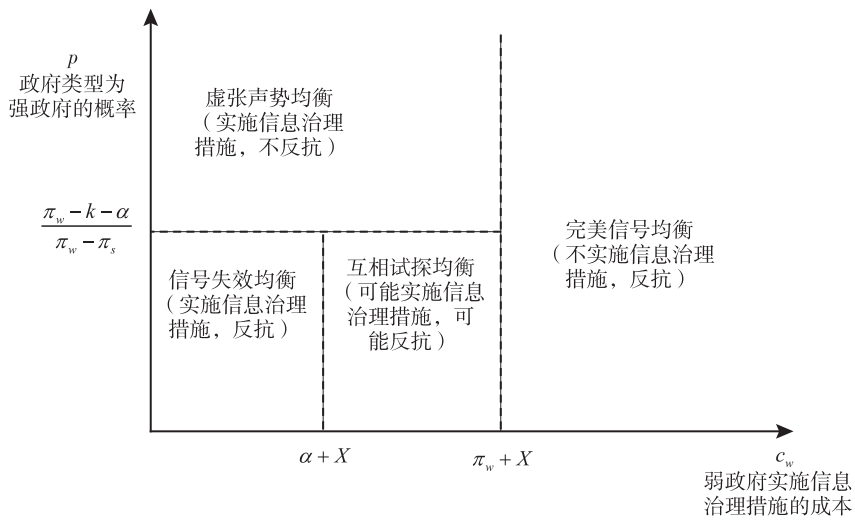 p
政府类型为
强政府的概率
虚张声势均衡
（实施信息治理
措施，不反抗）
π_w − k − α
π_w − π_s
信号失效均衡
（实施信息治理
措施，反抗）
互相试探均衡
（可能实施信息
治理措施，可
能反抗）
完美信号均衡
（不实施信息治理
措施，反抗）
α + X
π_w + X
c_w
弱政府实施信息
治理措施的成本